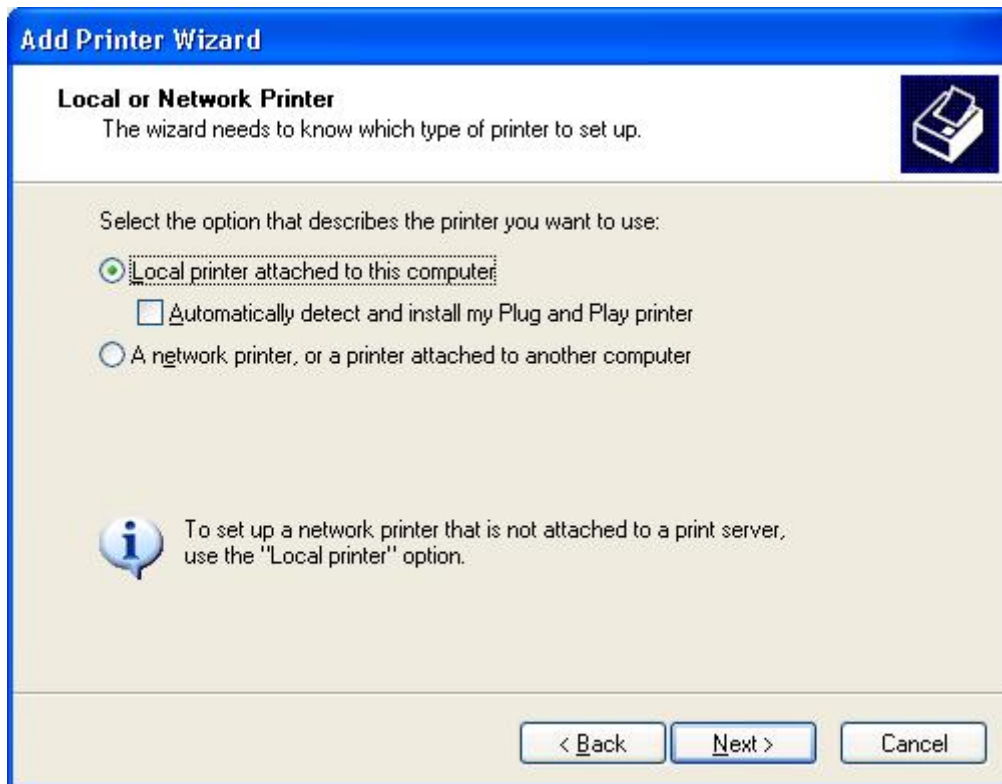 Add Printer Wizard
Local or Network Printer
The wizard needs to know which type of printer to set up.
Select the option that describes the printer you want to use:
Local printer attached to this computer
Automatically detect and install my Plug and Play printer
A network printer, or a printer attached to another computer
To set up a network printer that is not attached to a print server,
use the "Local printer" option.
< Back Next > Cancel